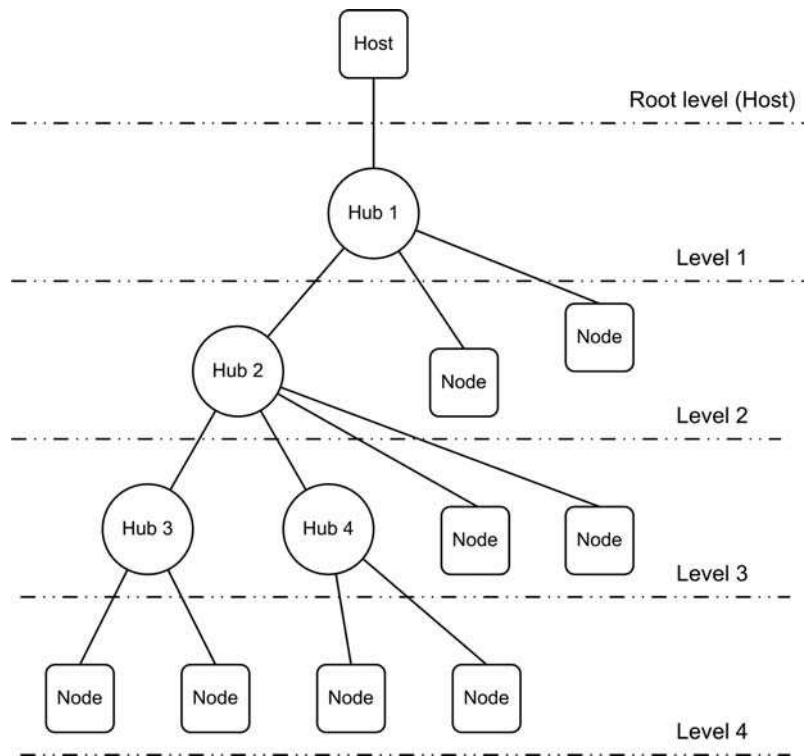 Host
Root level (Host)
Hub 1
Level 1
Node
Hub 2
Node
Level 2
Hub 3
Hub 4
Node
Node
Level 3
Node
Node
Node
Node
Level 4